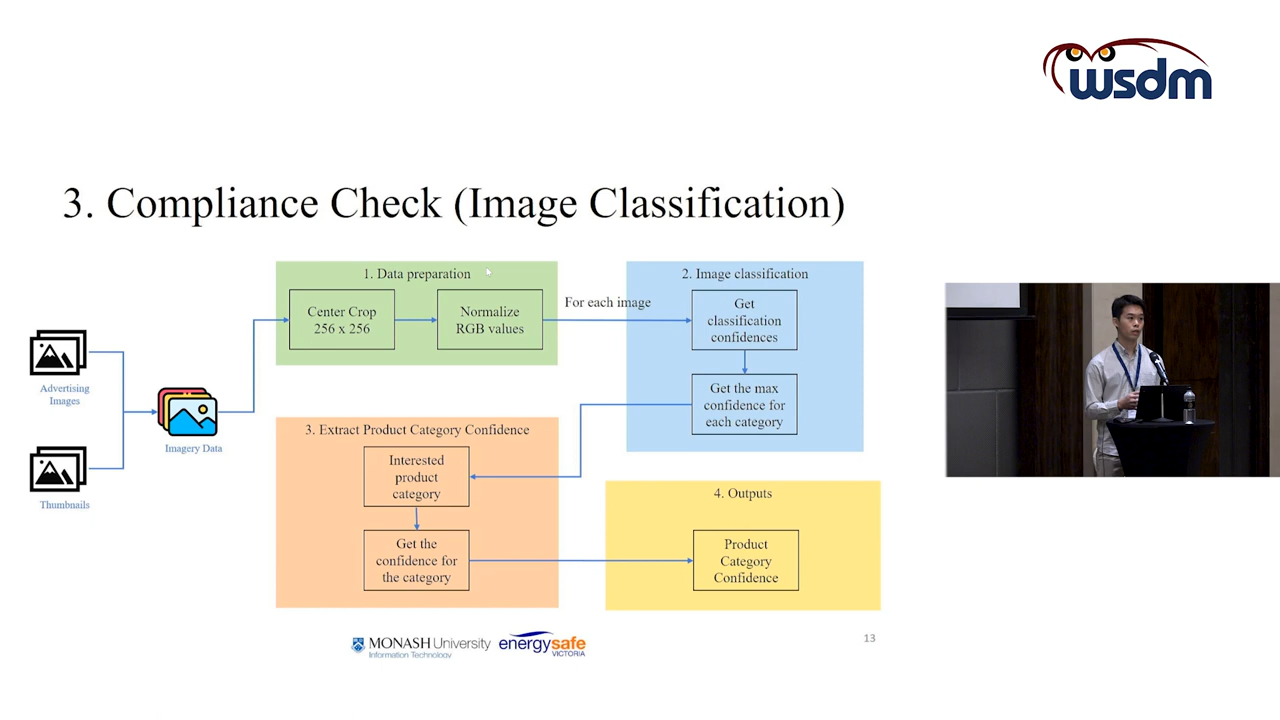 wsdm
3. Compliance Check (Image Classification)
1. Data preparation
Center Crop
256 x 256
Normalize
RGB values
For each image
2. Image classification
Get
classification
confidences
Get the max
confidence for
each category
Advertising
Images
Imagery Data
Thumbnails
3. Extract Product Category Confidence
Interested
product
category
Get the
confidence for
the category
4. Outputs
Product
Category
Confidence
MONASH University
Information Technology
energysafe
VICTORIA
13